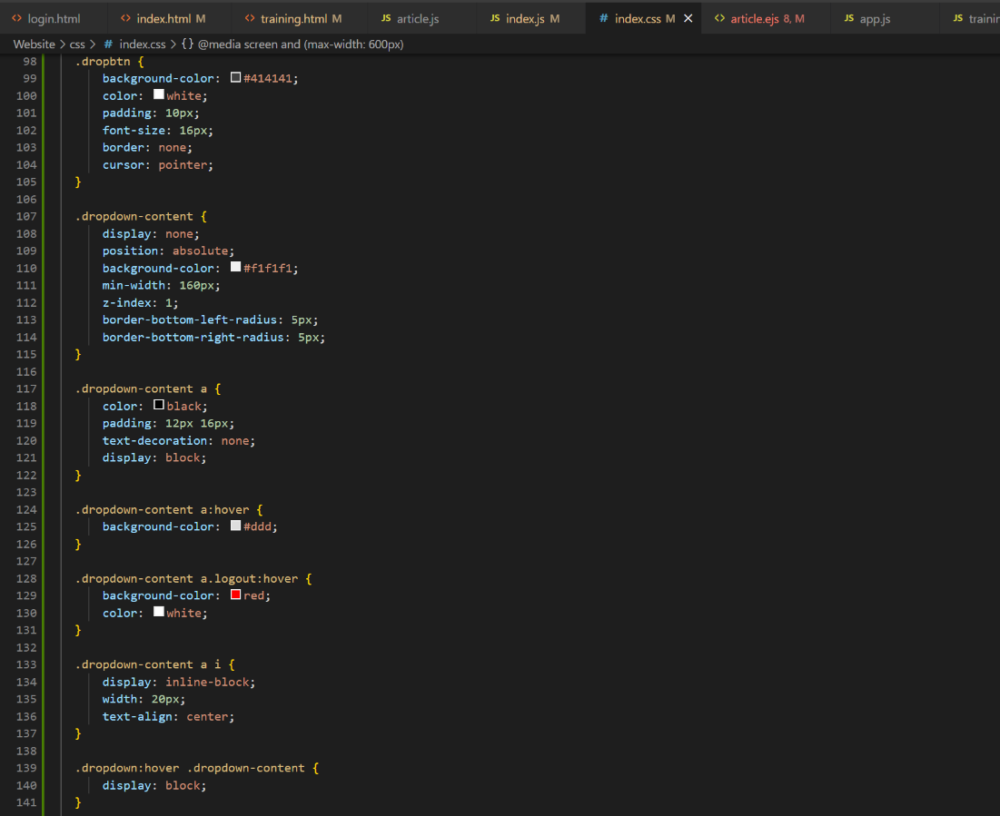 login.html index.html M training.html M article.js index.js M index.css M article.ejs 8, M app.js
Website > css > # index.css > {} @media screen and (max-width: 600px)
98 .dropbtn {
99 background-color: #414141;
100 color: white;
101 padding: 10px;
102 font-size: 16px;
103 border: none;
104 cursor: pointer;
105 }
106
107 .dropdown-content {
108 display: none;
109 position: absolute;
110 background-color: #f1f1f1;
111 min-width: 160px;
112 z-index: 1;
113 border-bottom-left-radius: 5px;
114 border-bottom-right-radius: 5px;
115 }
116
117 .dropdown-content a {
118 color: black;
119 padding: 12px 16px;
120 text-decoration: none;
121 display: block;
122 }
123
124 .dropdown-content a:hover {
125 background-color: #ddd;
126 }
127
128 .dropdown-content a.logout:hover {
129 background-color: red;
130 color: white;
131 }
132
133 .dropdown-content a i {
134 display: inline-block;
135 width: 20px;
136 text-align: center;
137 }
138
139 .dropdown:hover .dropdown-content {
140 display: block;
141 }